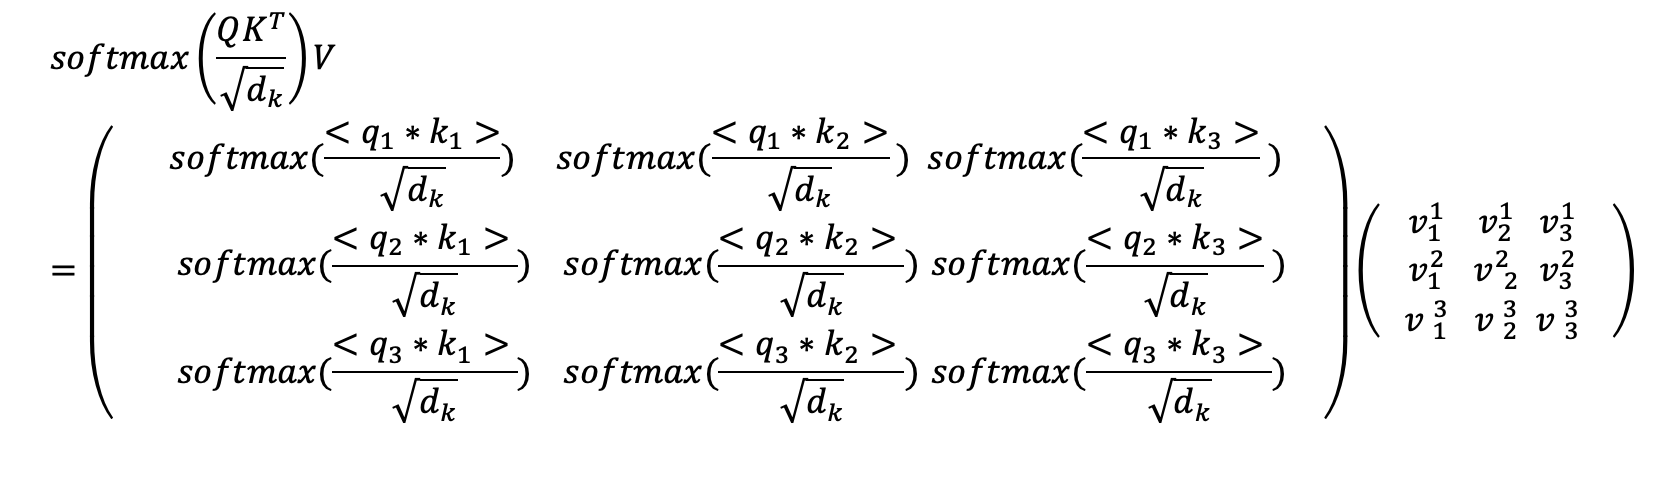 softmax(QK^T/√d_k)V
= ( softmax(<q_1 * k_1>/√d_k) softmax(<q_1 * k_2>/√d_k) softmax(<q_1 * k_3>/√d_k)
softmax(<q_2 * k_1>/√d_k) softmax(<q_2 * k_2>/√d_k) softmax(<q_2 * k_3>/√d_k)
softmax(<q_3 * k_1>/√d_k) softmax(<q_3 * k_2>/√d_k) softmax(<q_3 * k_3>/√d_k) )
( v_1^1 v_2^1 v_3^1
v_1^2 v_2^2 v_3^2
v_1^3 v_2^3 v_3^3 )